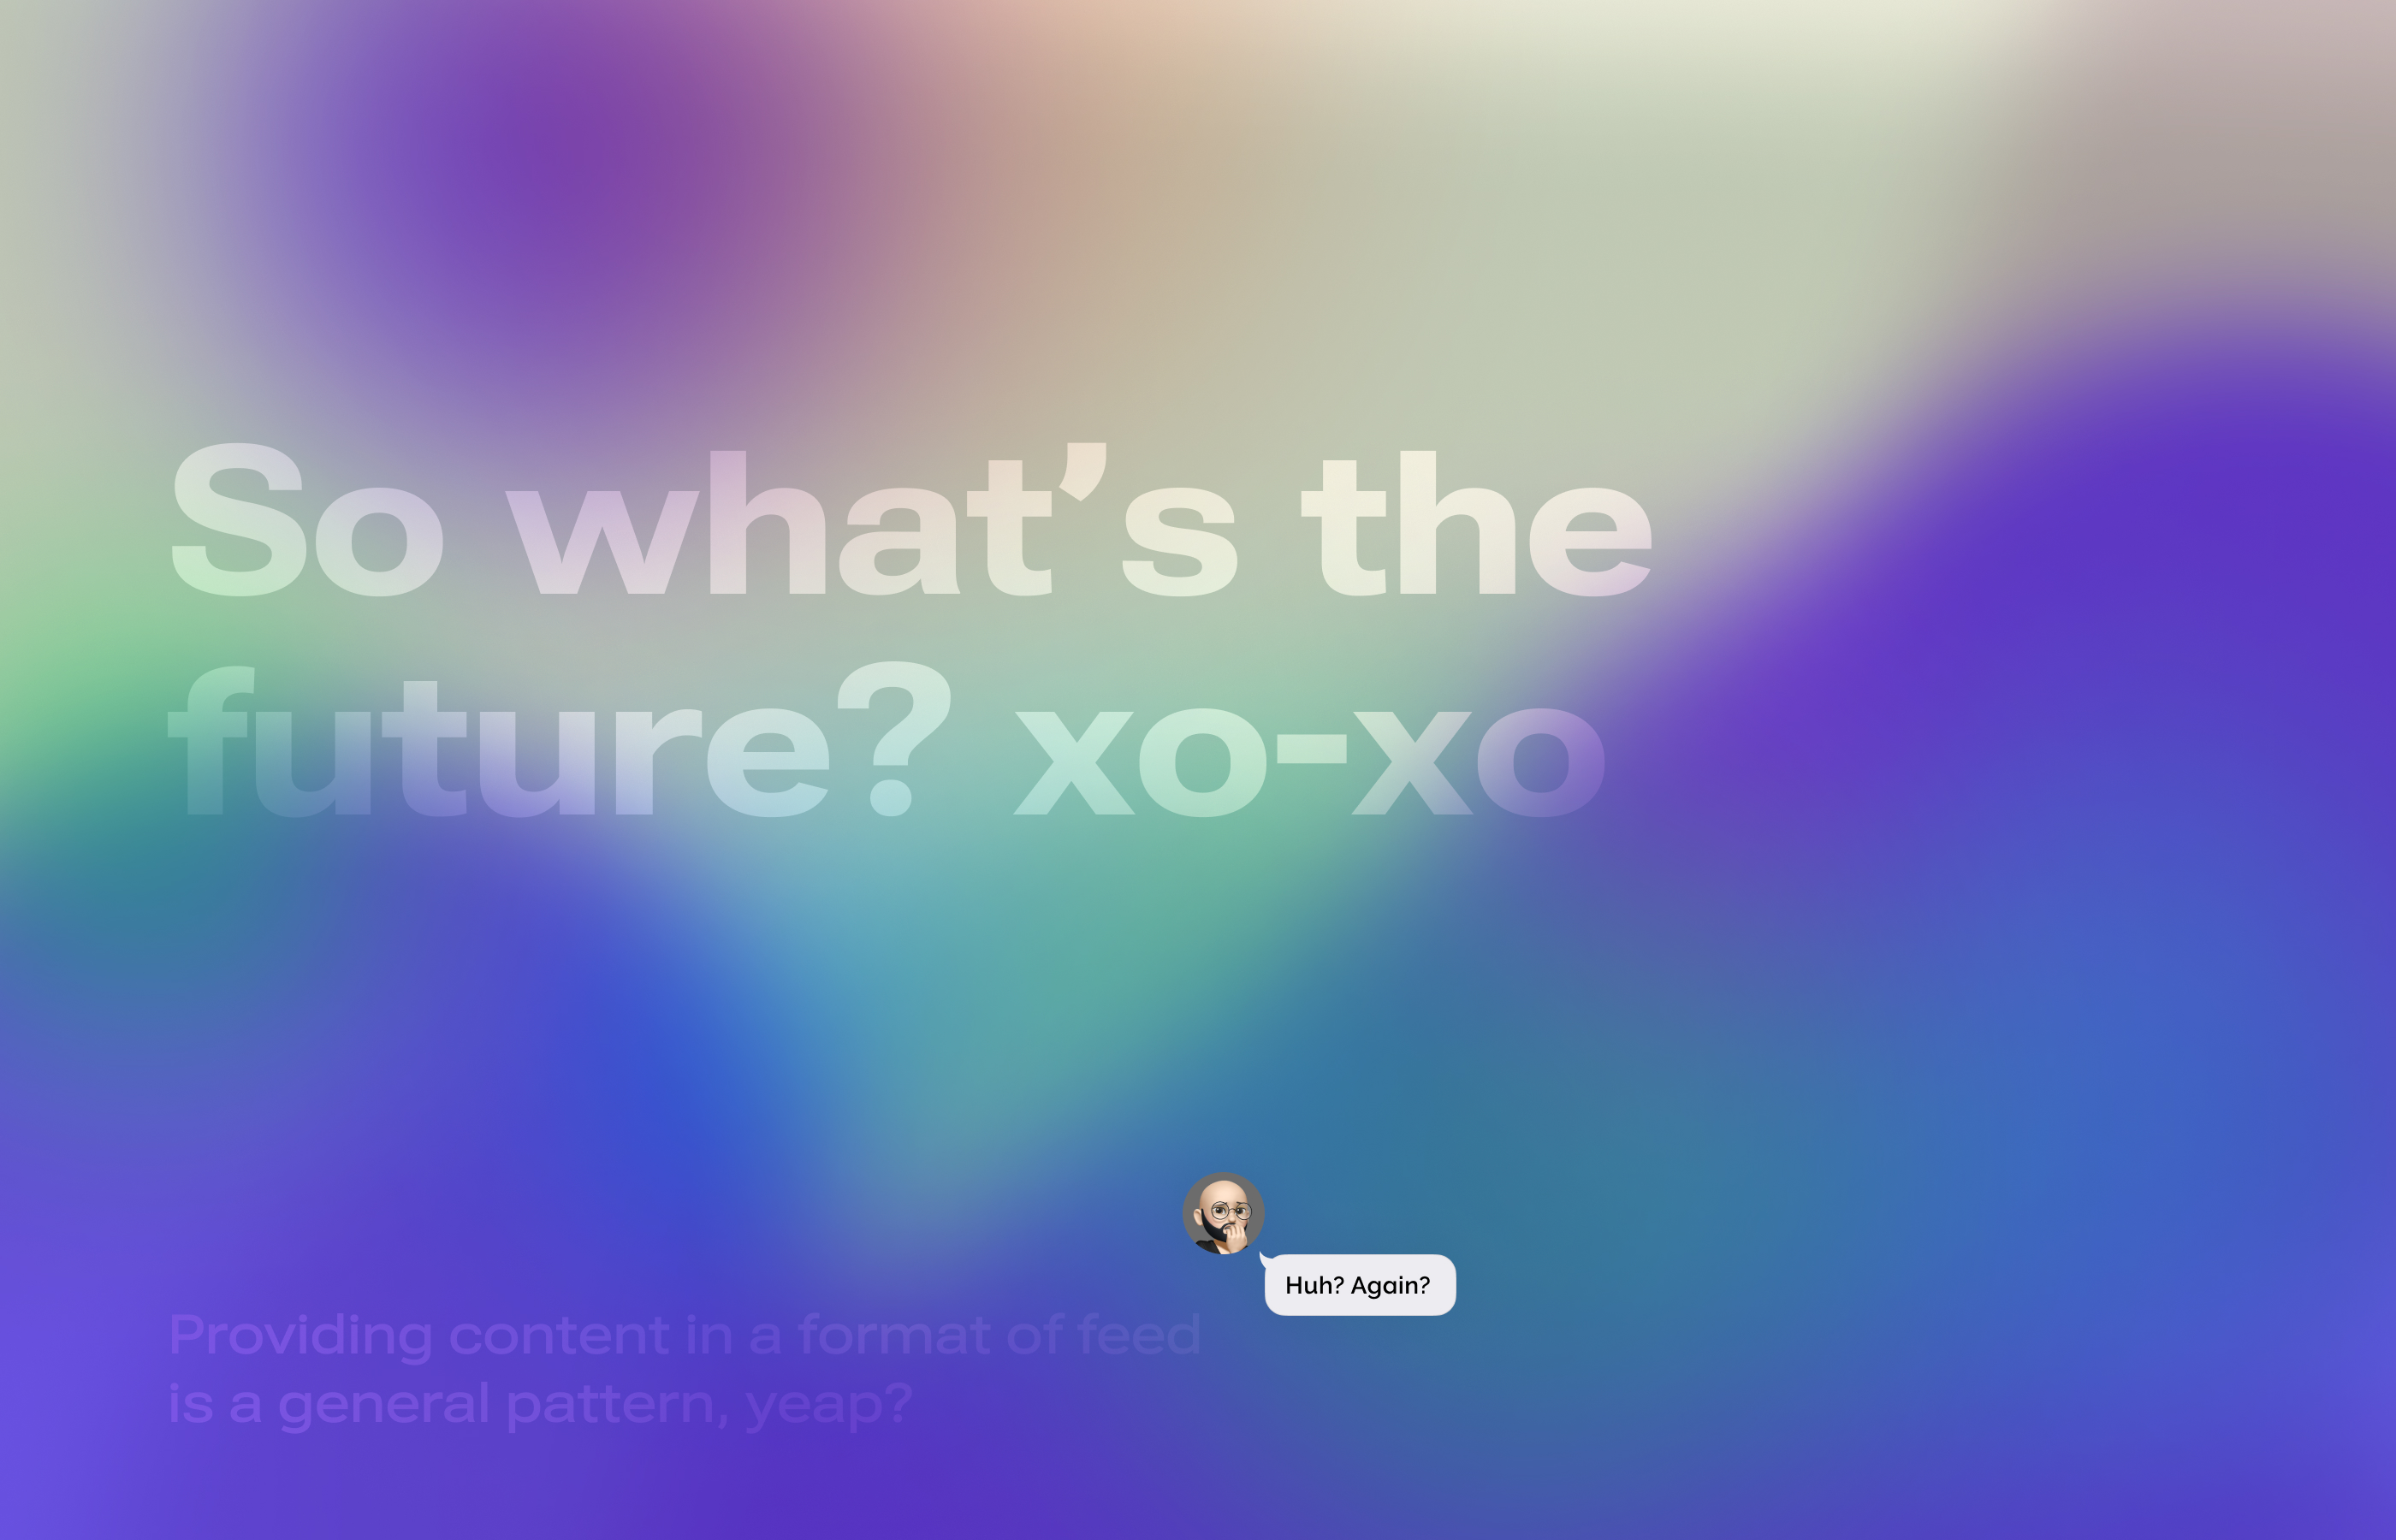 So what’s the
future? xo-xo
Huh? Again?
Providing content in a format of feed
is a general pattern, yeap?